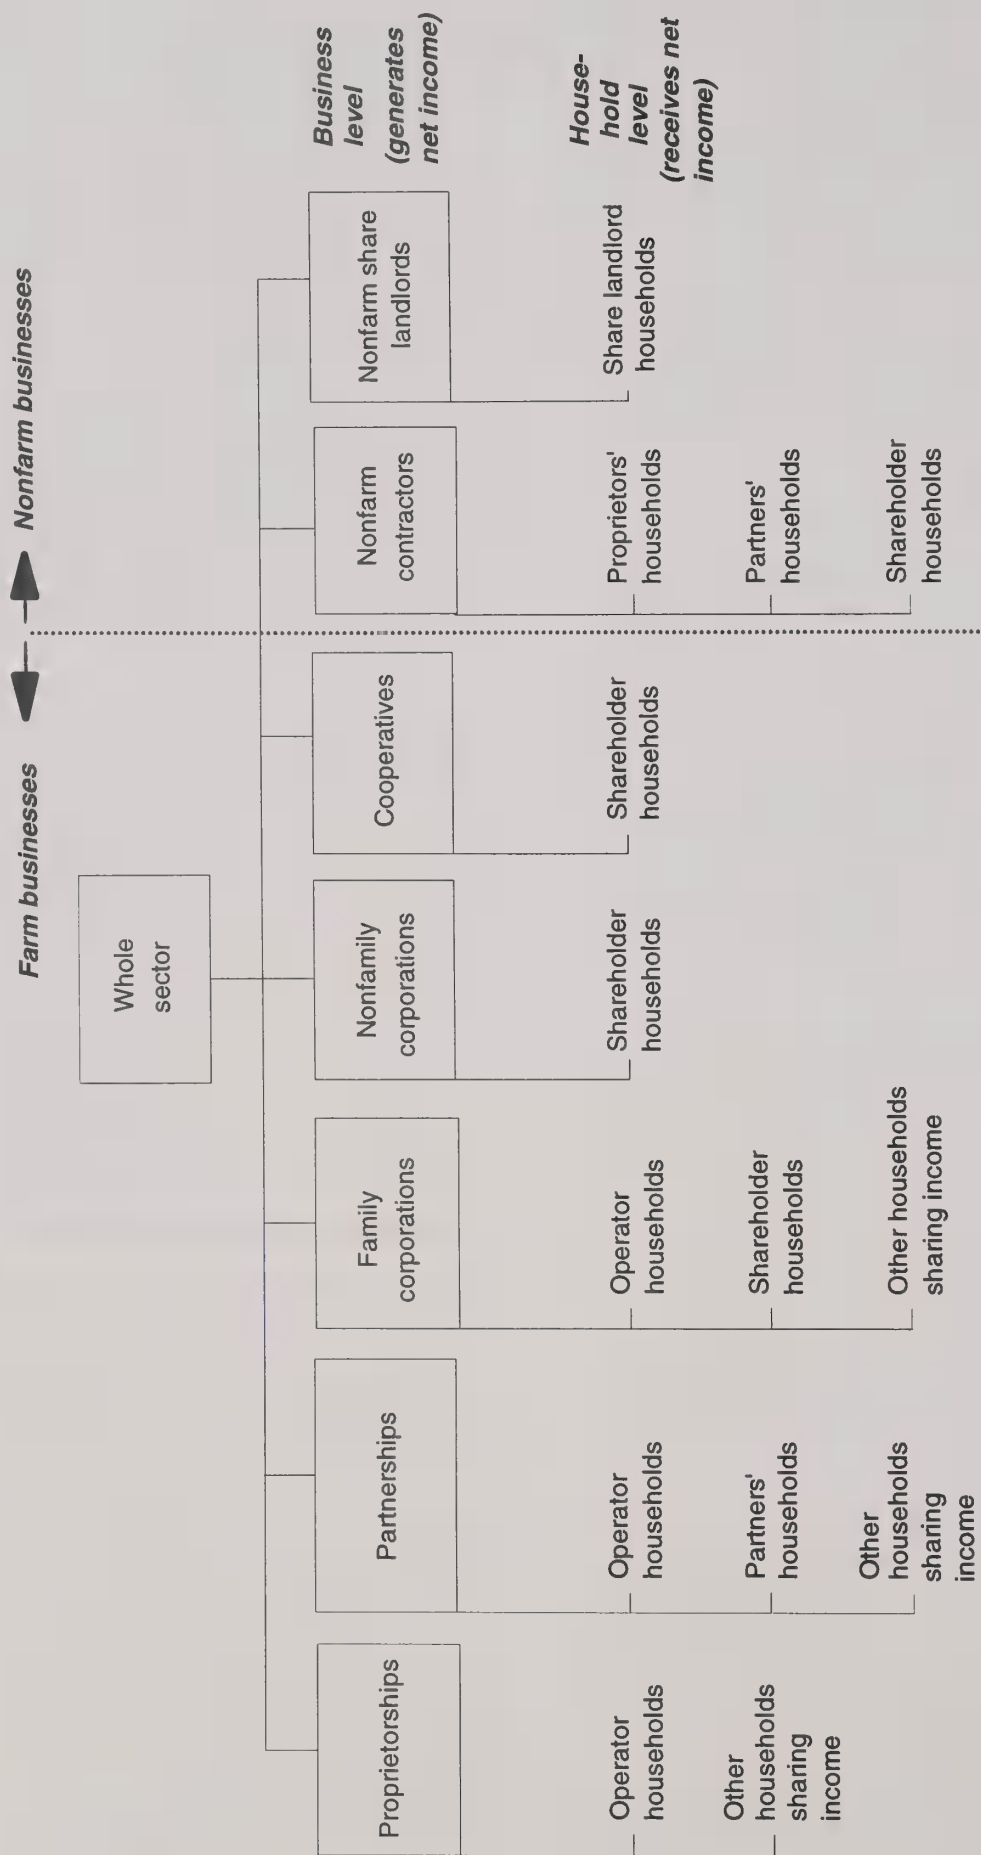 Farm businesses
Nonfarm businesses
Whole
sector
Proprietorships
Partnerships
Family
corporations
Nonfamily
corporations
Cooperatives
Nonfarm
contractors
Nonfarm share
landlords
Business
level
(generates
net income)
Operator
households
Other
households
sharing
income
Operator
households
Partners'
households
Other
households
sharing
income
Operator
households
Shareholder
households
Other households
sharing income
Shareholder
households
Shareholder
households
Proprietors'
households
Partners'
households
Shareholder
households
Share landlord
households
House-
hold
level
(receives net
income)